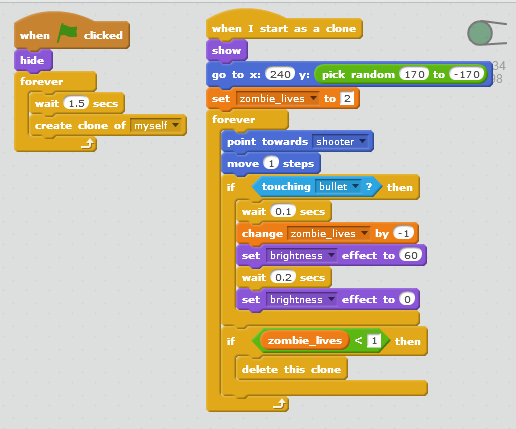 when clicked
hide
forever
wait 1.5 secs
create clone of myself
when I start as a clone
show
go to x: 240 y: pick random 170 to -170
set zombie_lives to 2
forever
point towards shooter
move 1 steps
if touching bullet ? then
wait 0.1 secs
change zombie_lives by -1
set brightness effect to 60
wait 0.2 secs
set brightness effect to 0
if zombie_lives < 1 then
delete this clone